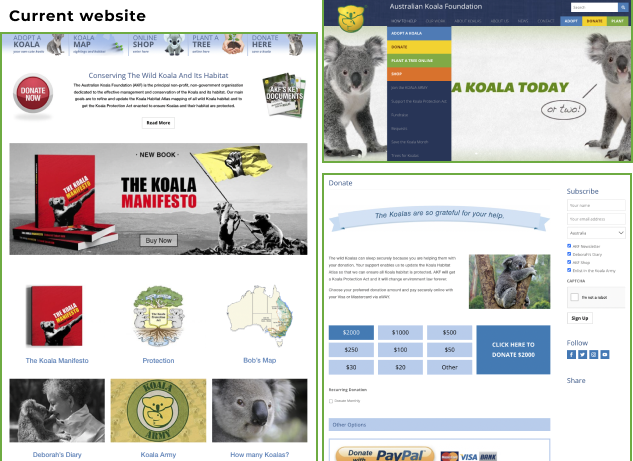 Current website
ADOPT A
KOALA
KOALA
MAP
ONLINE
SHOP
PLANT A
TREE
DONATE
HERE
DONATE
NOW
Conserving The Wild Koala And Its Habitat
The Australian Koala Foundation (AKF) is the principal non-profit, non-government organisation
dedicated to the effective management and conservation of the Koala and its habitat. Our main
goals are to refine and update the Koala Habitat Atlas mapping of all wild Koala habitat and to
get the Koala Protection Act enacted to ensure Koalas and their habitat are protected.
Read More
AKF'S KEY
DOCUMENTS
· NEW BOOK ·
THE KOALA
MANIFESTO
THE KOALA
MANIFESTO
Buy Now
THE KOALA
MANIFESTO
The Koala Manifesto
Protection
Bob's Map
KOALA
ARMY
Deborah's Diary
Koala Army
How many Koalas?
Australian Koala Foundation
Search
HOW TO HELP
OUR WORK
ABOUT KOALAS
ABOUT US
NEWS
CONTACT
ADOPT
DONATE
PLANT
ADOPT A KOALA
DONATE
PLANT A TREE ONLINE
SHOP
Join the Koala Army
Support the Koala Protection Act
Fundraise
Bequests
Save the Koala Month
A KOALA TODAY
or two!
Donate
The Koalas are so grateful for your help.
The wild Koalas can sleep securely because you are helping them with
your donation. Your support enables us to update the Koala Habitat
Atlas so that we can ensure all Koala habitat is protected. AKF will get
a Koala Protection Act and it will change environment law forever.
Choose your preferred donation amount and pay securely online with
your Visa or Mastercard via eWAY.
$2000
$1000
$500
$250
$100
$50
$30
$20
Other
CLICK HERE TO
DONATE $2000
Recurring Donation
Donate Monthly
Other Options
Donate
with PayPal
VISA
Subscribe
Your name
Your email address
Australia
AKF Newsletter
Deborah's Diary
AKF Shop
Enlist in the Koala Army
CAPTCHA
I'm not a robot
Sign Up
Follow
Share